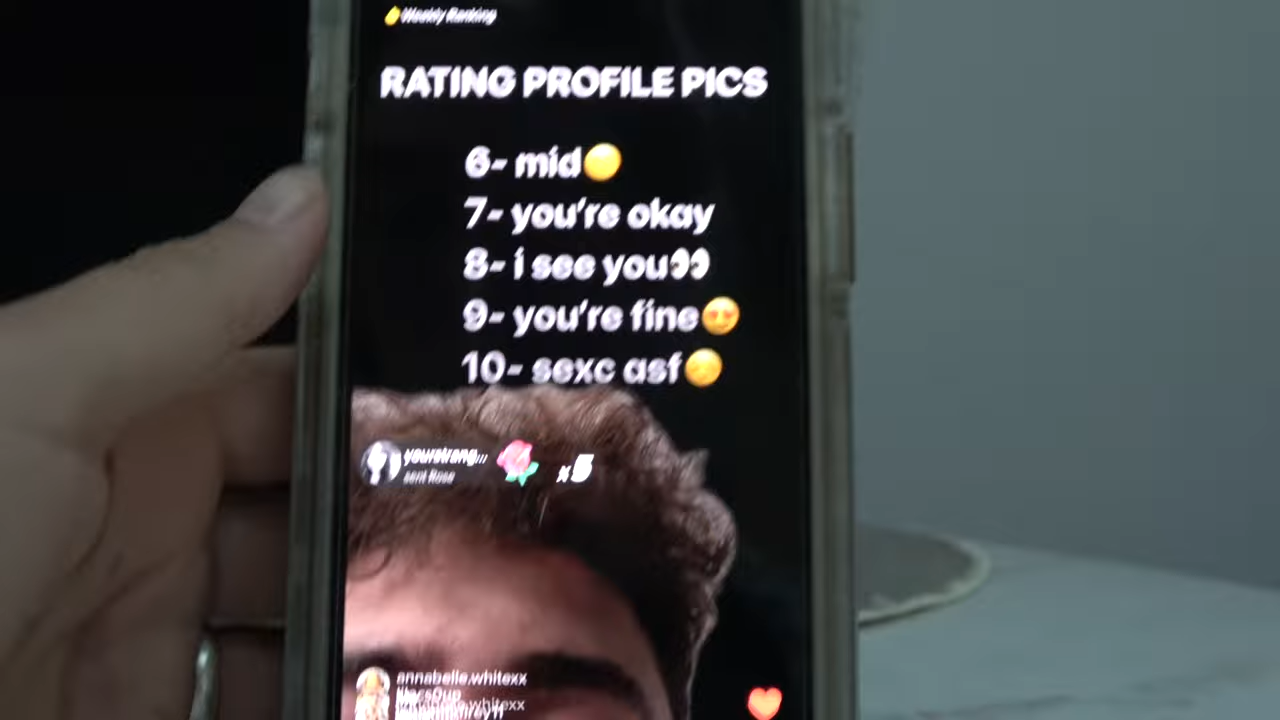 Weekly Ranking
RATING PROFILE PICS
6- mid
7- you're okay
8- i see you
9- you're fine
10- sexc asf
yourstrang...
sent Rose
x5
annabelle.whitexx